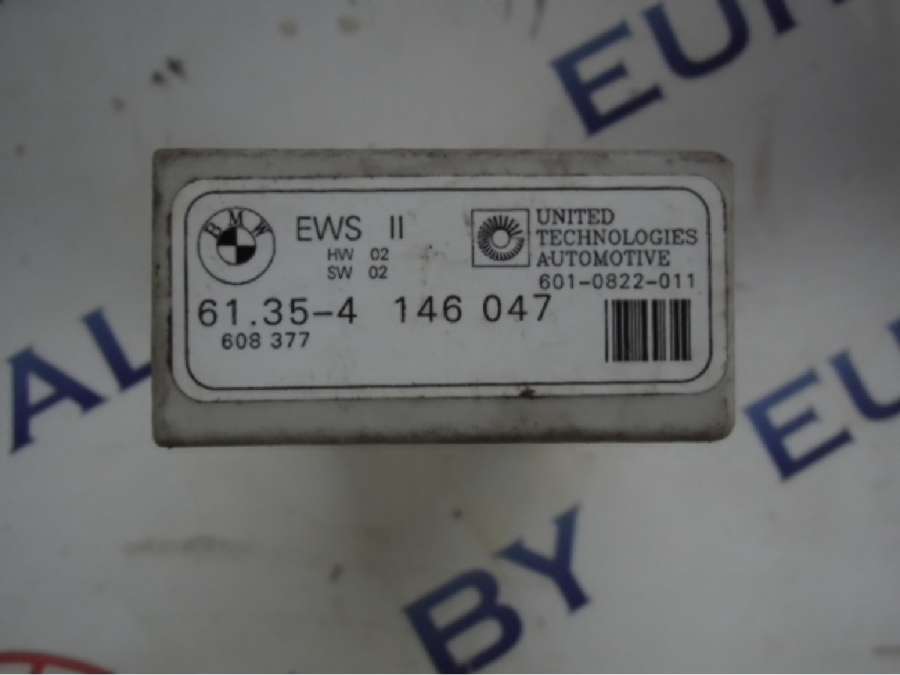 EUR
BMW
EWS II
HW 02
SW 02
UNITED
TECHNOLOGIES
AUTOMOTIVE
601-0822-011
61.35-4 146 047
608 377
AL
EU
BY